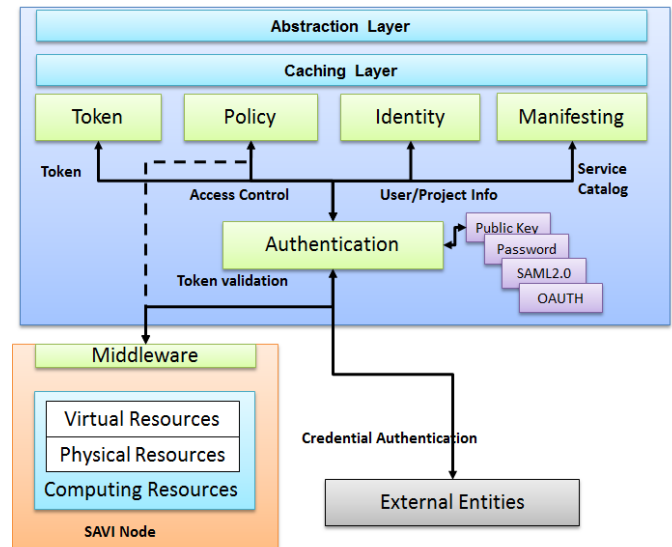 Abstraction Layer
Caching Layer
Token
Policy
Identity
Manifesting
Token
Access Control
User/Project Info
Service
Catalog
Authentication
Public Key
Password
SAML2.0
OAUTH
Token validation
Middleware
Virtual Resources
Physical Resources
Computing Resources
SAVI Node
Credential Authentication
External Entities